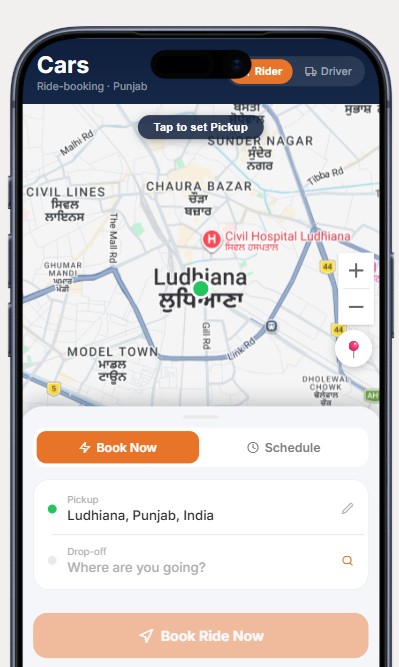 Cars
Ride-booking · Punjab
Rider
Driver
Tap to set Pickup
SUNDER NAGAR
ਸੁੰਦੇਰ
ਨਗਰ
Malhi Rd
Tibba Rd
CIVIL LINES
ਸਿਵਲ
ਲਾਇਨਸ
CHAURA BAZAR
ਚੌੜਾ
ਬਜ਼ਾਰ
The Mall Rd
Civil Hospital Ludhiana
ਸਿਵਲ ਹਸਪਤਾਲ
GHUMAR
MANDI
44
Ludhiana
ਲੁਧਿਆਣਾ
Gill Rd
44
Link Rd
MODEL TOWN
ਮਾਡਲ
ਟਾਊਨ
DHOLEWAL
CHOWK
5
AH
Book Now
Schedule
Pickup
Ludhiana, Punjab, India
Drop-off
Where are you going?
Book Ride Now